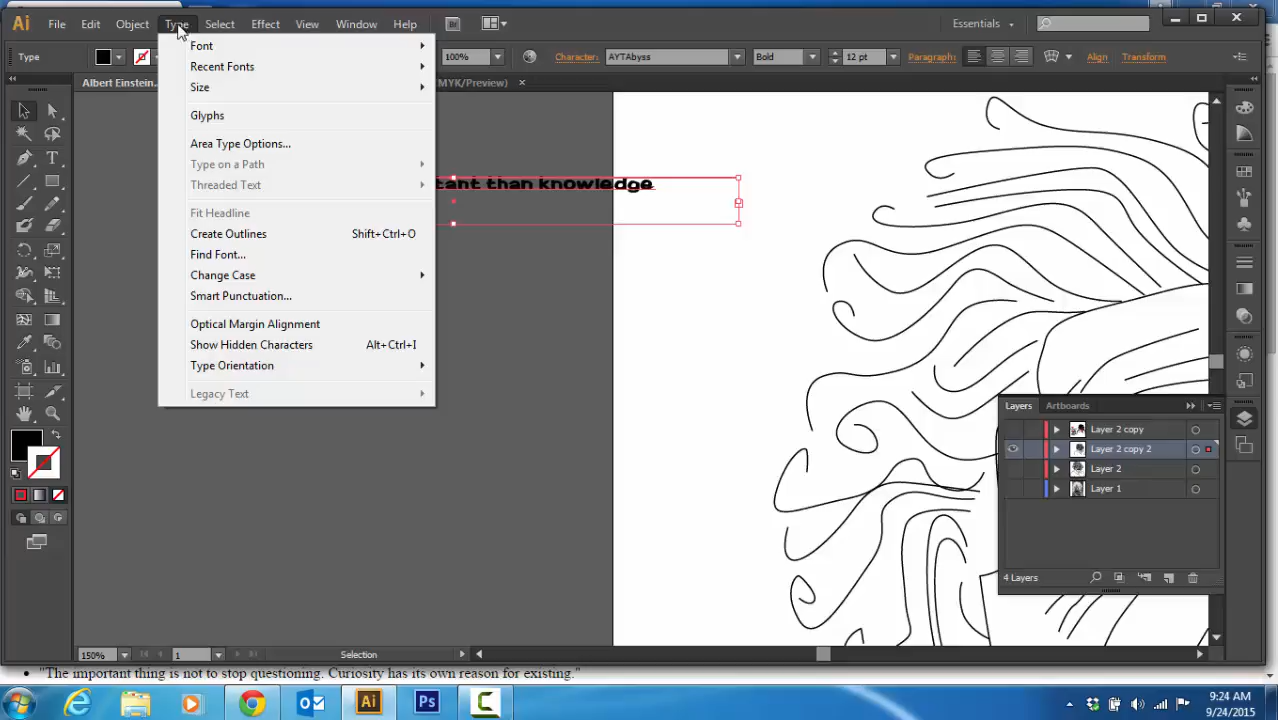 Ai File Edit Object Type Select Effect View Window Help Br Essentials
Type 100% Character: AYTAbyss Bold 12 pt Paragraph: Align Transform
Albert Einstein. MYK/Preview)
Font
Recent Fonts
Size
Glyphs
Area Type Options...
Type on a Path
Threaded Text
Fit Headline
Create Outlines Shift+Ctrl+O
Find Font...
Change Case
Smart Punctuation...
Optical Margin Alignment
Show Hidden Characters Alt+Ctrl+I
Type Orientation
Legacy Text
tant than knowledge
Layers Artboards
Layer 2 copy
Layer 2 copy 2
Layer 2
Layer 1
4 Layers
150% 1 Selection
"The important thing is not to stop questioning. Curiosity has its own reason for existing."
Ai Ps
9:24 AM
9/24/2015